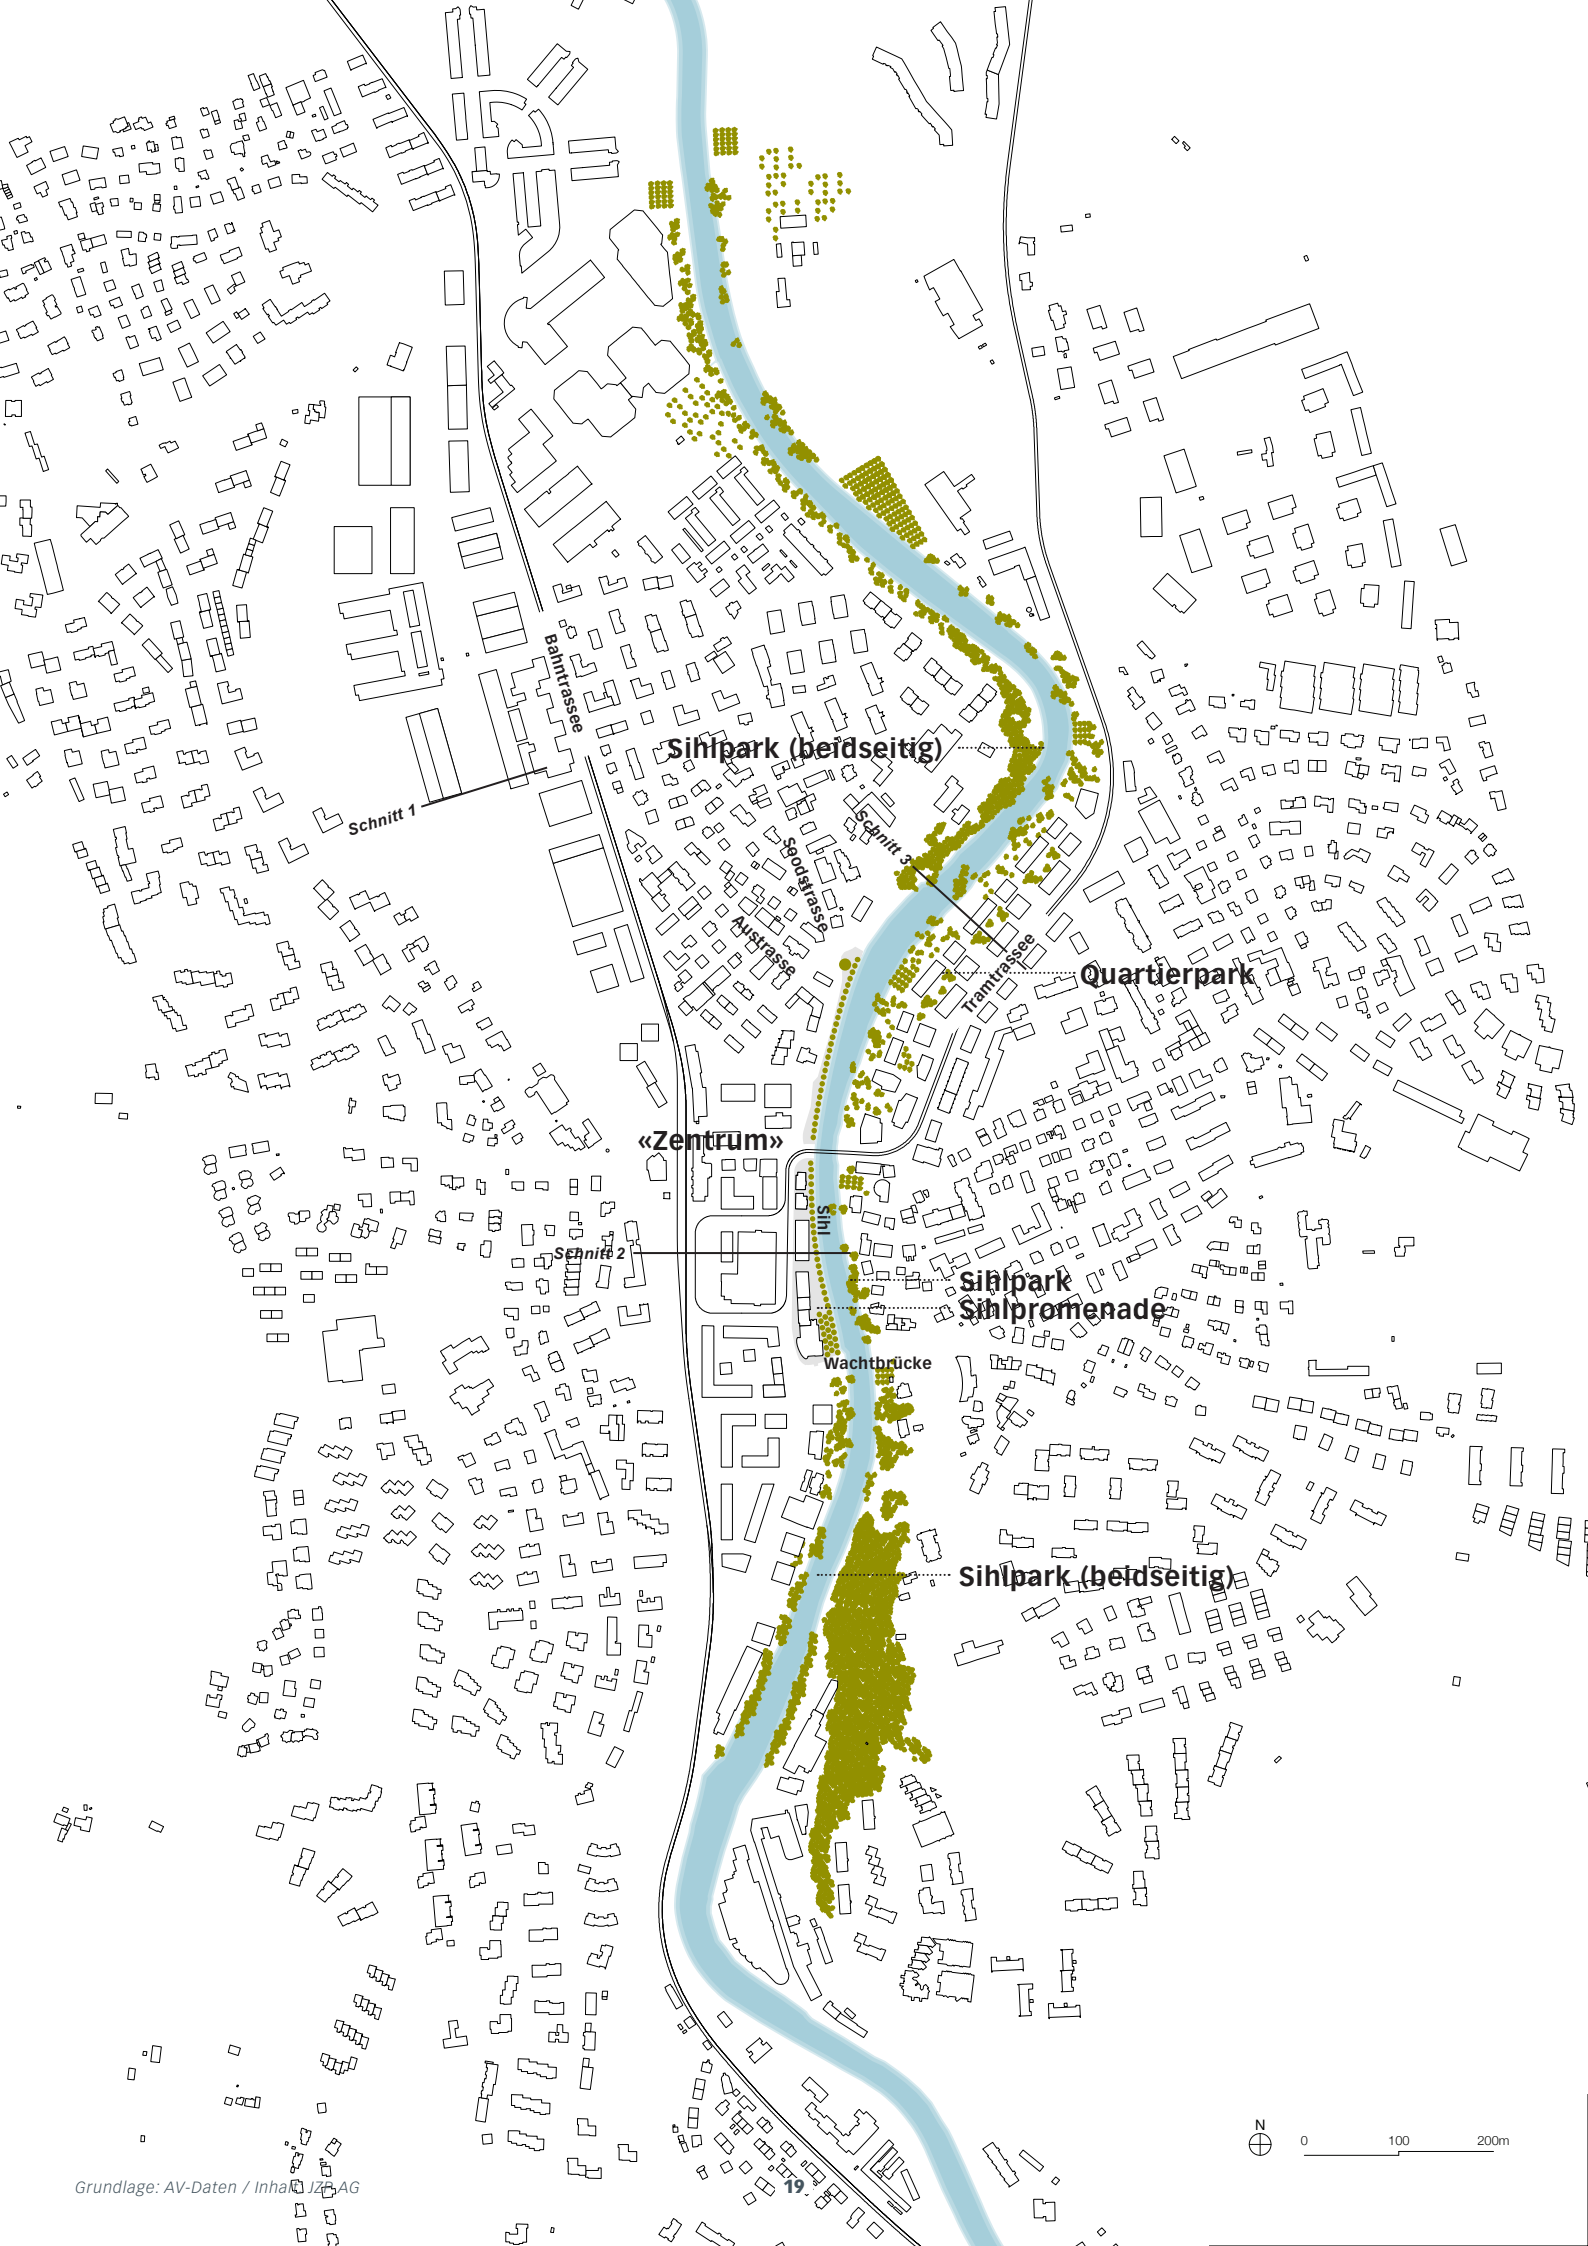 Bahntrassee
Sihlpark (beidseitig)
Schnitt 1
Schnitt 3
Soodstrasse
Austrasse
Tramtrassee
Quartierpark
«Zentrum»
Sihl
Schnitt 2
Sihlpark
Sihlpromenade
Wachtbrücke
Sihlpark (beidseitig)
N
0 100 200m
Grundlage: AV-Daten / Inhalt: JZP AG
19